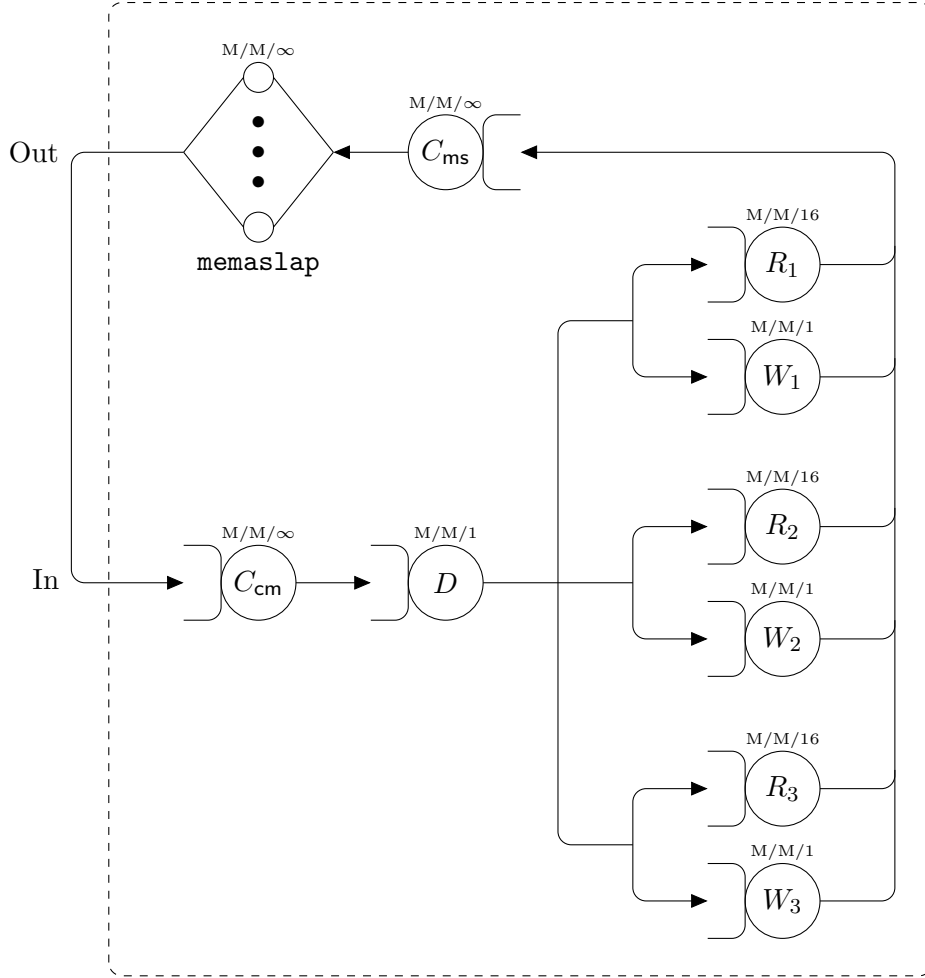 M/M/∞
M/M/∞
Out
C_ms
memaslap
M/M/16
R_1
M/M/1
W_1
M/M/16
R_2
M/M/∞
M/M/1
In
C_cm
D
M/M/1
W_2
M/M/16
R_3
M/M/1
W_3